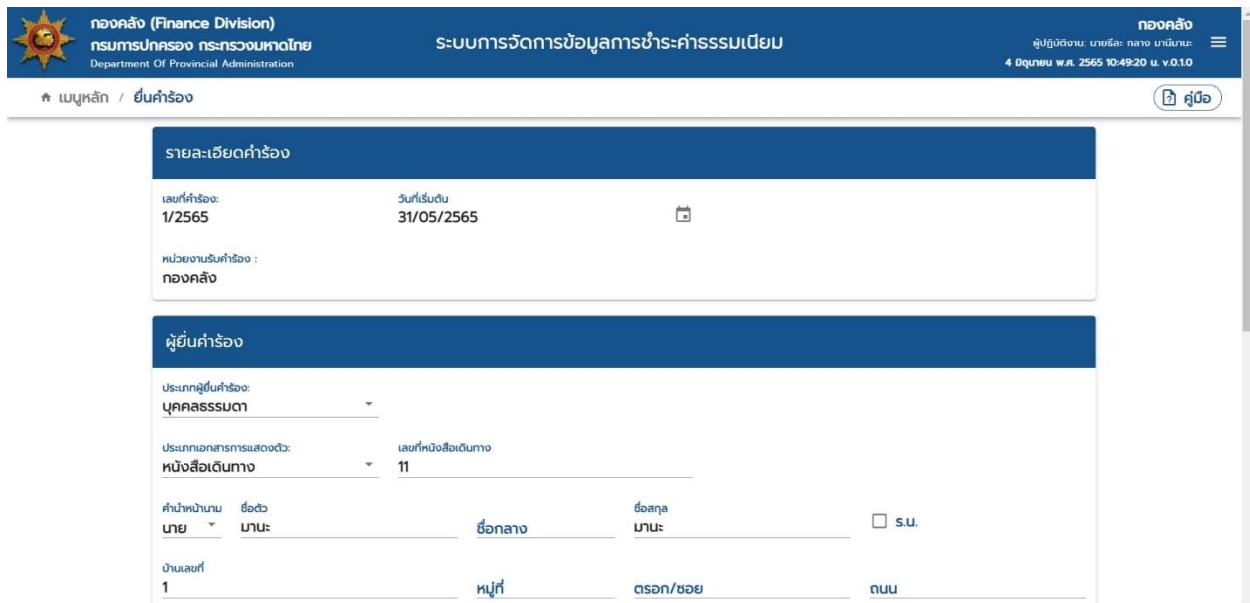 กองคลัง (Finance Division)
กรมการปกครอง กระทรวงมหาดไทย
Department Of Provincial Administration
ระบบการจัดการข้อมูลการชำระค่าธรรมเนียม
กองคลัง
ผู้ปฏิบัติงาน: นายธีละ กลาง มานีมานะ
4 มิถุนายน พ.ศ. 2565 10:49:20 น. v.0.1.0
เมนูหลัก / ยื่นคำร้อง
คู่มือ
รายละเอียดคำร้อง
เลขที่คำร้อง: วันที่เริ่มต้น
1/2565 31/05/2565
หน่วยงานรับคำร้อง :
กองคลัง
ผู้ยื่นคำร้อง
ประเภทผู้ยื่นคำร้อง:
บุคคลธรรมดา
ประเภทเอกสารการแสดงตัว: เลขที่หนังสือเดินทาง
หนังสือเดินทาง 11
คำนำหน้านาม ชื่อตัว ชื่อสกุล
นาย มานะ ชื่อกลาง มานะ ร.น.
บ้านเลขที่
1 หมู่ที่ ตรอก/ซอย ถนน